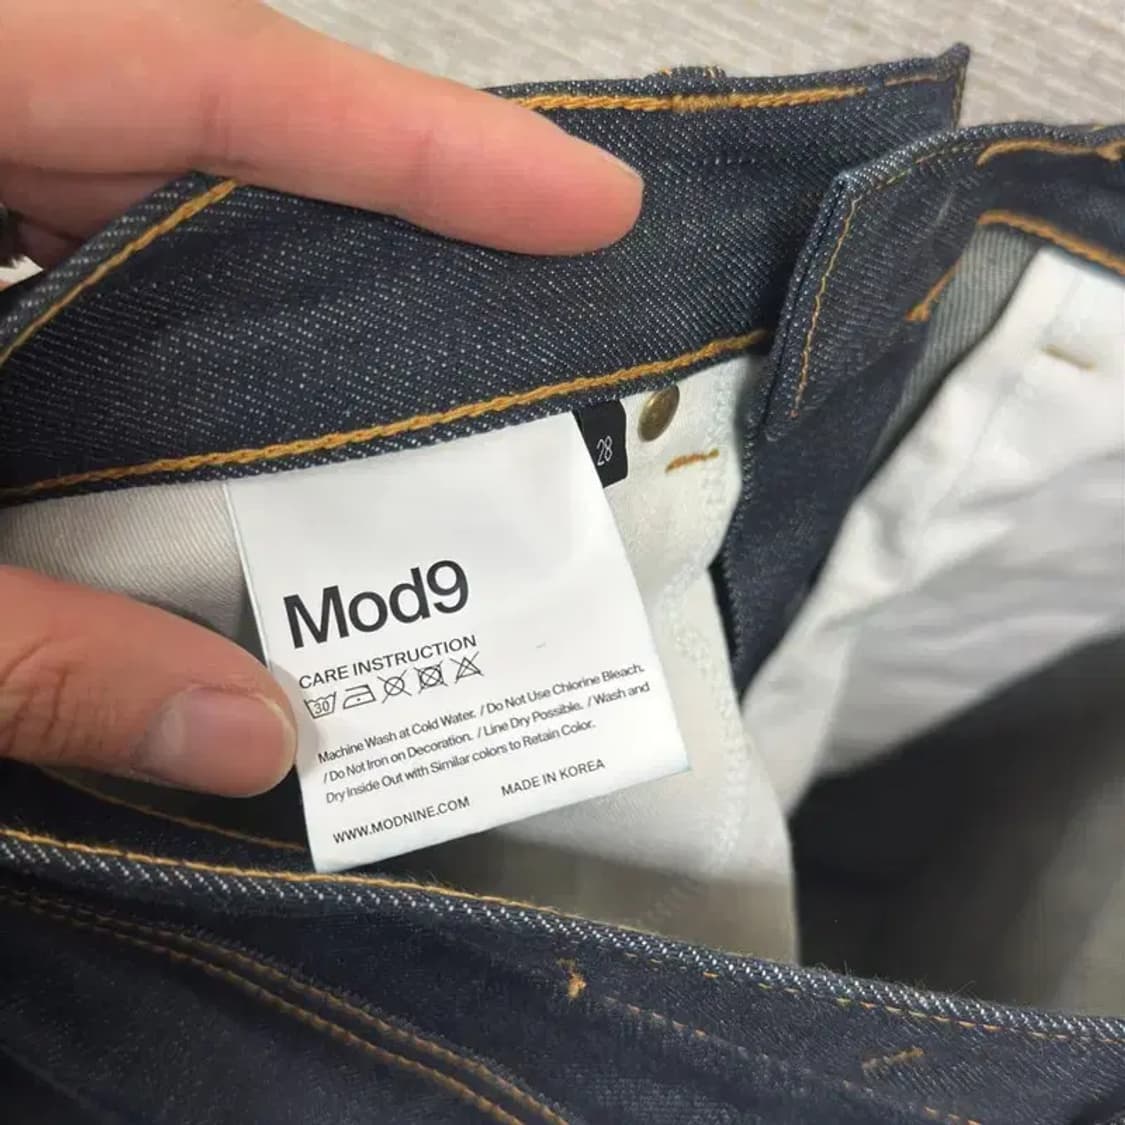 28
Mod9
CARE INSTRUCTION
30
Machine Wash at Cold Water. / Do Not Use Chlorine Bleach.
/ Do Not Iron on Decoration. / Line Dry Possible. / Wash and
Dry Inside Out with Similar colors to Retain Color.
WWW.MODNINE.COM MADE IN KOREA